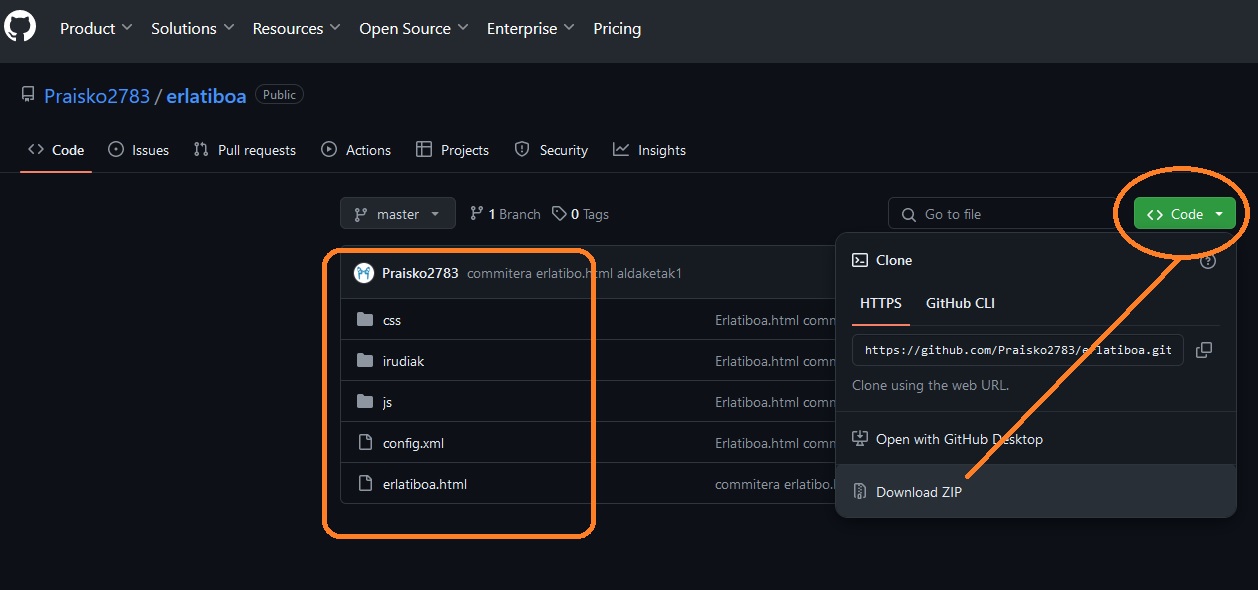 Product Solutions Resources Open Source Enterprise Pricing
Praisko2783 / erlatiboa Public
Code Issues Pull requests Actions Projects Security Insights
master 1 Branch 0 Tags Go to file Code
Praisko2783 commitera erlatibo.html aldaketak1
css Erlatiboa.html comm
irudiak Erlatiboa.html comm
js Erlatiboa.html comm
config.xml Erlatiboa.html comm
erlatiboa.html commitera erlatibo.
Clone
HTTPS GitHub CLI
https://github.com/Praisko2783/erlatiboa.git
Clone using the web URL.
Open with GitHub Desktop
Download ZIP